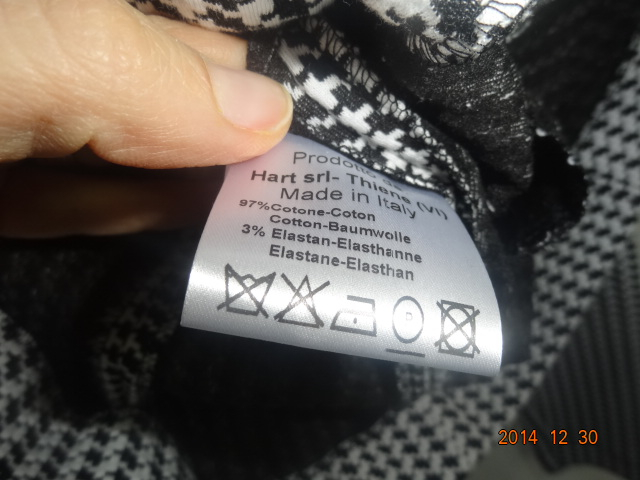 Prodotto
Hart srl- Thiene (VI)
Made in Italy
97%Cotone-Coton
Cotton-Baumwolle
3% Elastan-Elasthanne
Elastane-Elasthan
P
2014 12 30